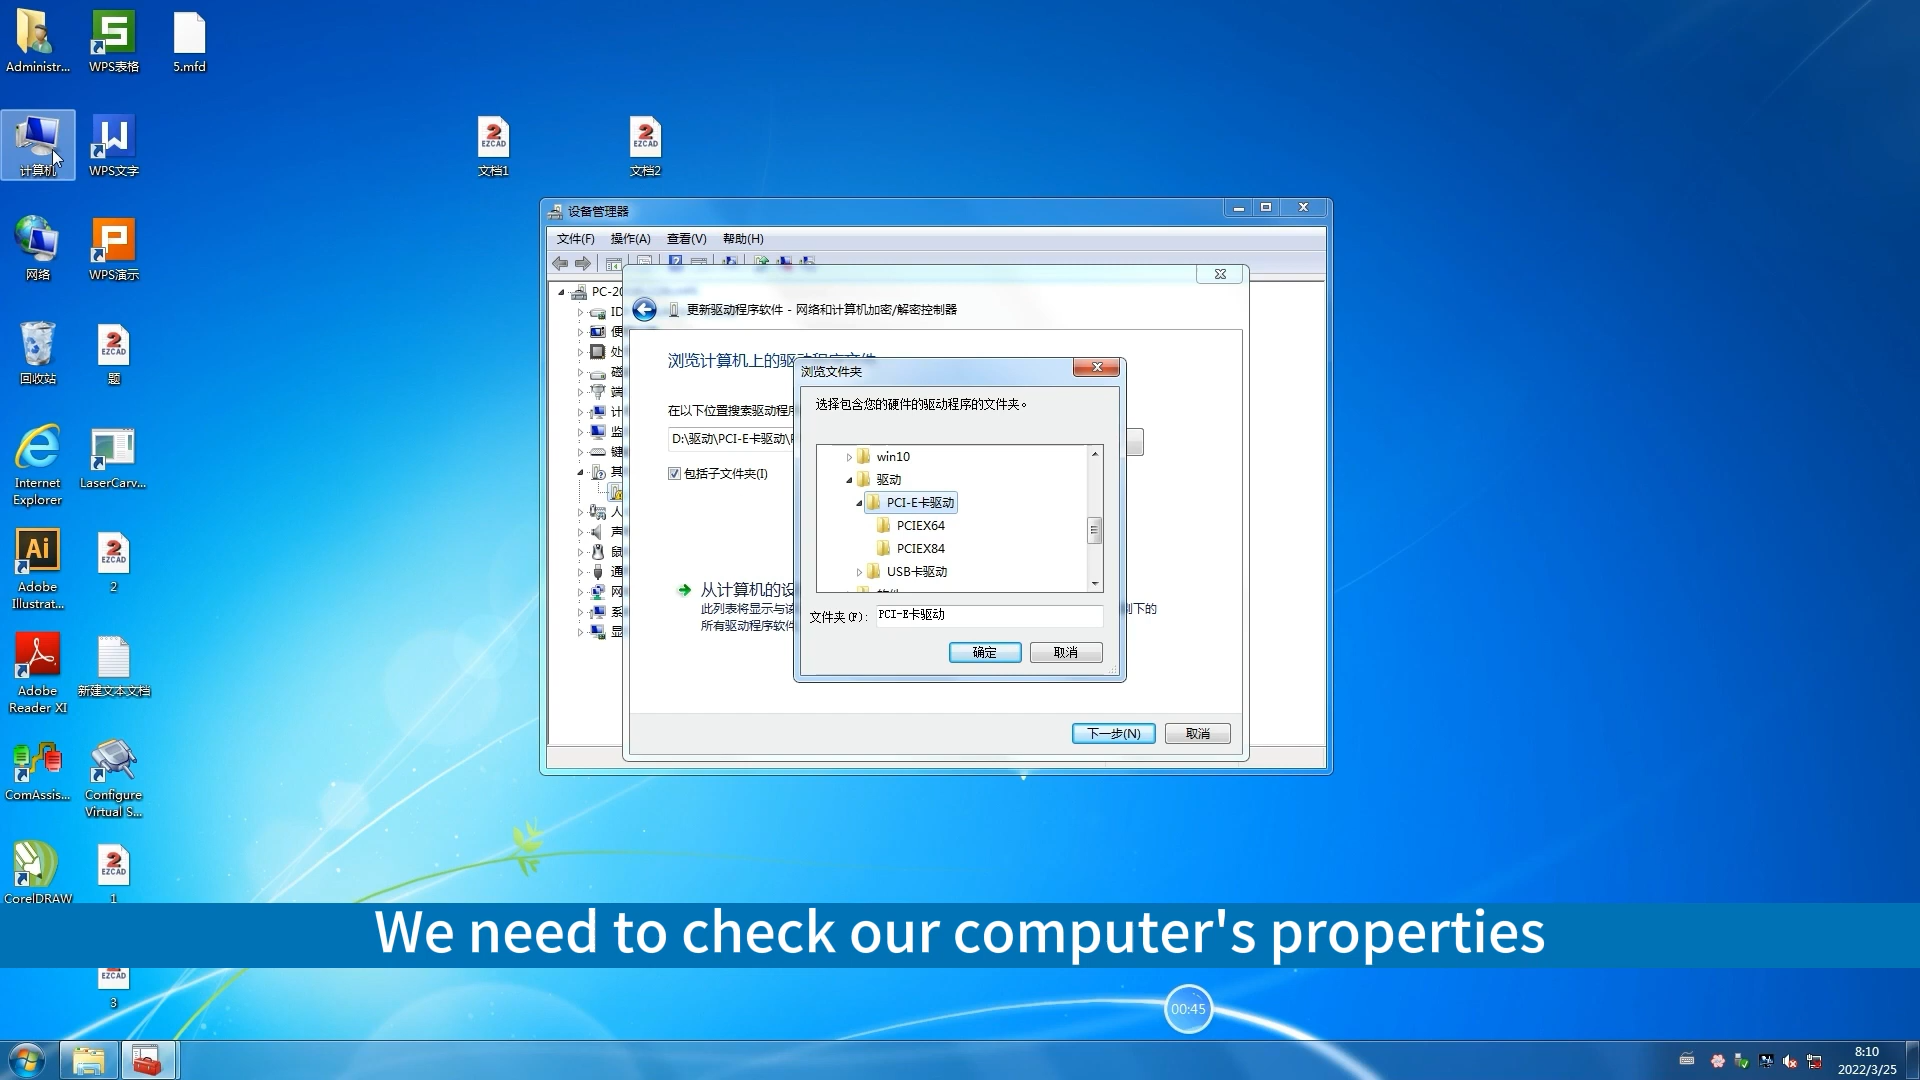 Administr...
WPS表格
5.mfd
计算机
WPS文字
EZCAD
文档1
EZCAD
文档2
网络
WPS演示
回收站
EZCAD
题
Internet
Explorer
LaserCarv...
Adobe
Illustrat...
EZCAD
2
Adobe
Reader XI
新建文本文档
ComAssis...
Configure
Virtual S...
CorelDRAW
EZCAD
1
EZCAD
3
设备管理器
文件(F) 操作(A) 查看(V) 帮助(H)
更新驱动程序软件 - 网络和计算机加密/解密控制器
浏览计算机上的驱动程序文件
在以下位置搜索驱动程序
D:\驱动\PCI-E卡驱动\
包括子文件夹(I)
从计算机的设
此列表将显示与该
所有驱动程序软件
下的
下一步(N) 取消
浏览文件夹
选择包含您的硬件的驱动程序的文件夹。
win10
驱动
PCI-E卡驱动
PCIEX64
PCIEX84
USB卡驱动
文件夹(F): PCI-E卡驱动
确定 取消
We need to check our computer's properties
00:45
8:10
2022/3/25